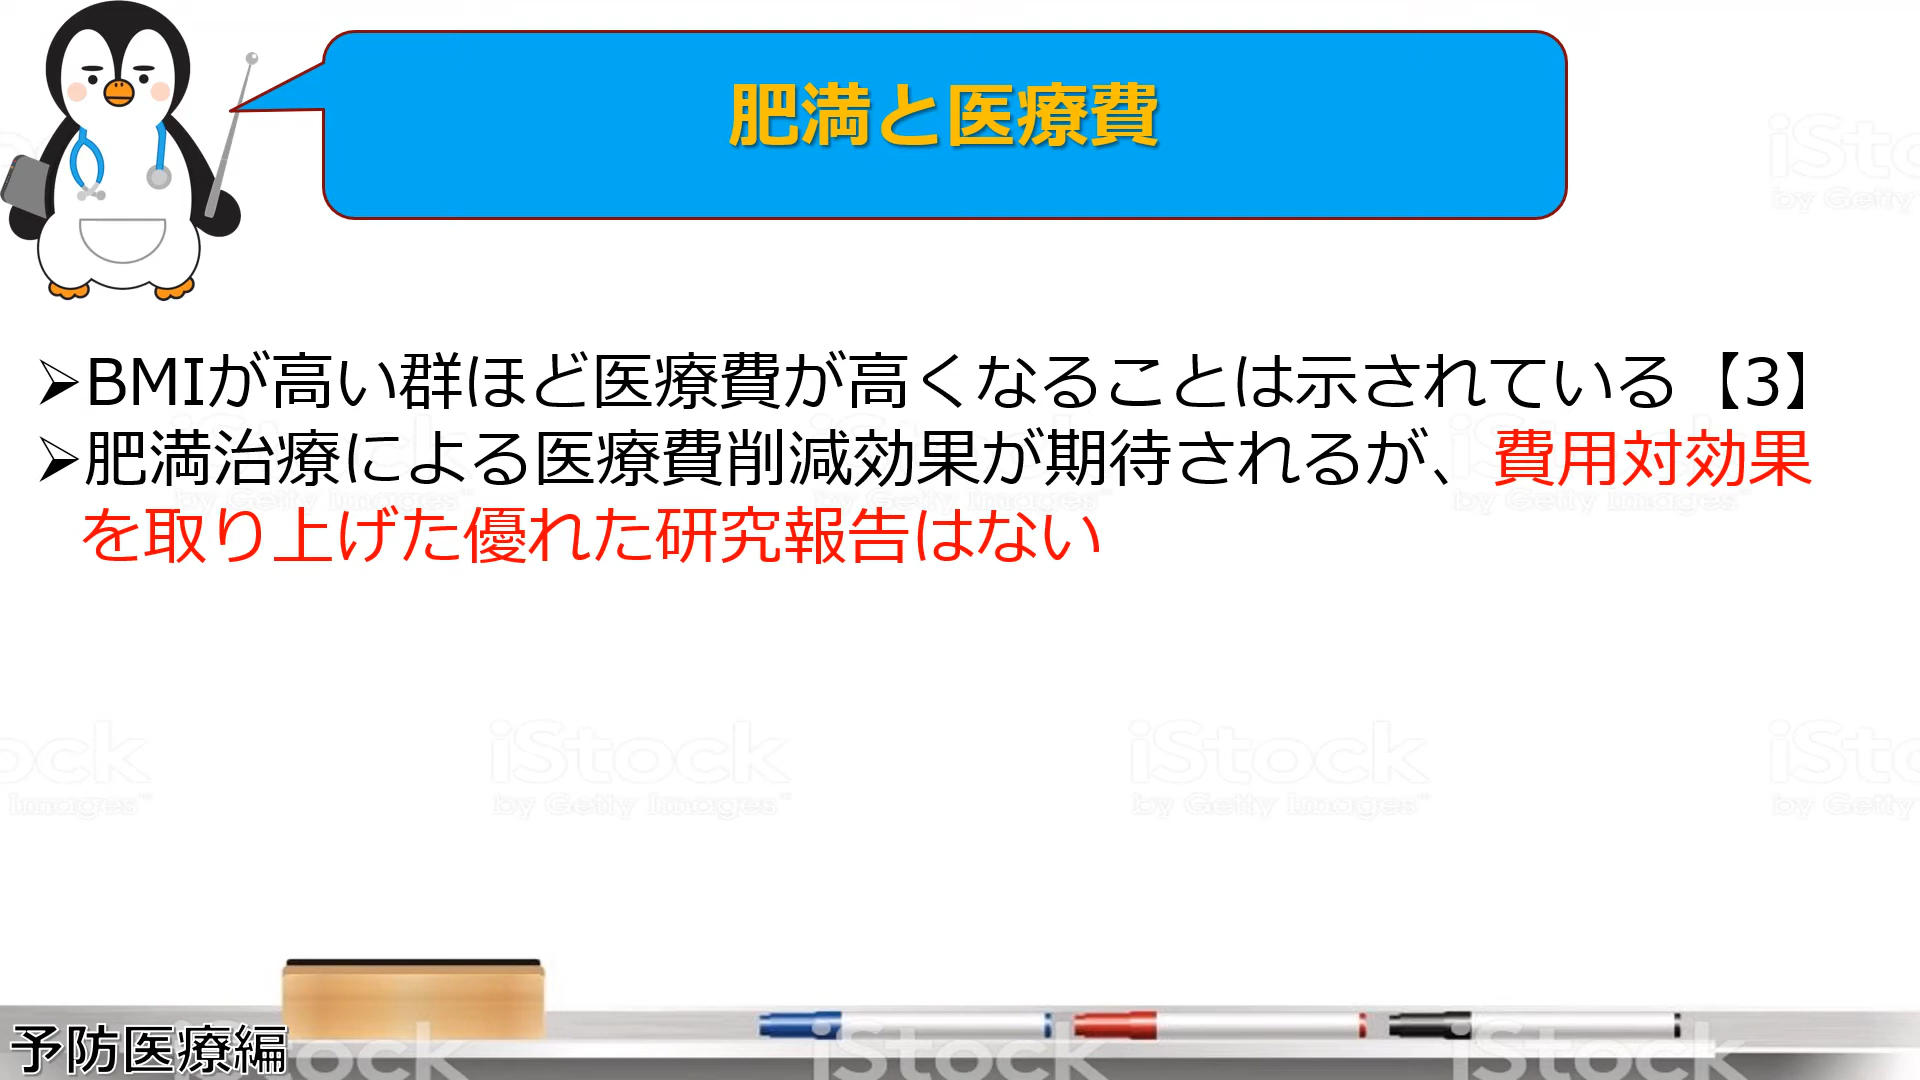 肥満と医療費
➢BMIが高い群ほど医療費が高くなることは示されている【3】
➢肥満治療による医療費削減効果が期待されるが、費用対効果
を取り上げた優れた研究報告はない
予防医療編
iStock
by Getty Images™